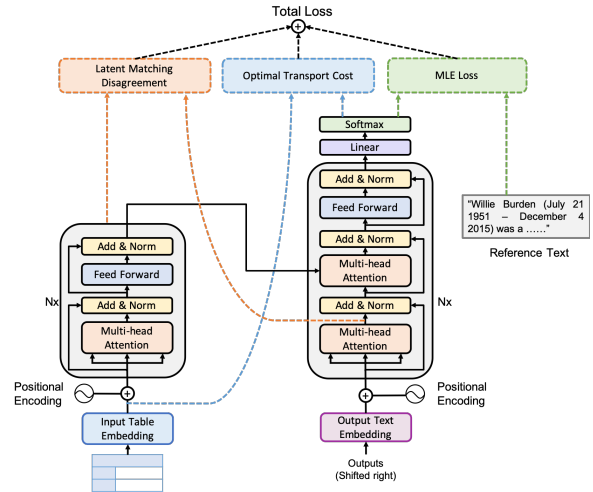 Total Loss
Latent Matching
Disagreement
Optimal Transport Cost
MLE Loss
Softmax
Linear
Add & Norm
Feed Forward
Add & Norm
Multi-head
Attention
Add & Norm
Multi-head
Attention
Nx
Positional
Encoding
Output Text
Embedding
Outputs
(Shifted right)
"Willie Burden (July 21
1951 – December 4
2015) was a ……"
Reference Text
Add & Norm
Feed Forward
Add & Norm
Multi-head
Attention
Nx
Positional
Encoding
Input Table
Embedding